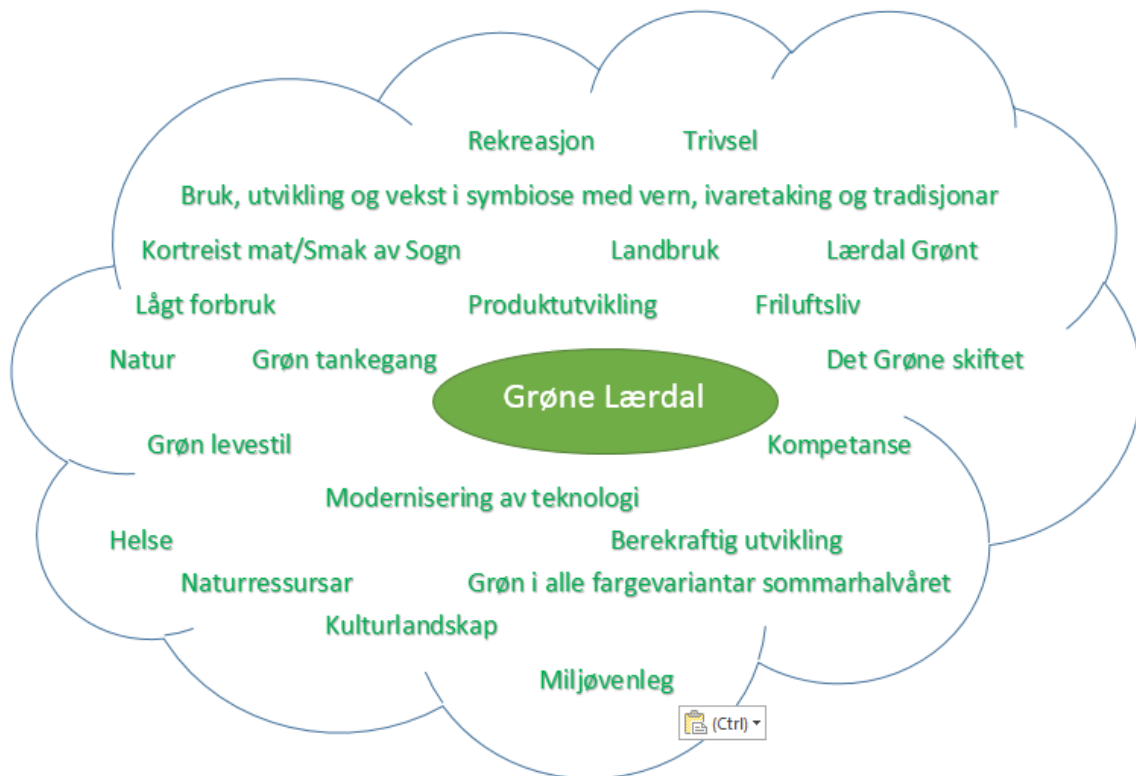 Rekreasjon Trivsel
Bruk, utvikling og vekst i symbiose med vern, ivaretaking og tradisjonar
Kortreist mat/Smak av Sogn Landbruk Lærdal Grønt
Lågt forbruk Produktutvikling Friluftsliv
Natur Grøn tankegang Det Grøne skiftet
Grøne Lærdal
Grøn levestil Kompetanse
Modernisering av teknologi
Helse Berekraftig utvikling
Naturressursar Grøn i alle fargevariantar sommarhalvåret
Kulturlandskap
Miljøvenleg
(Ctrl)